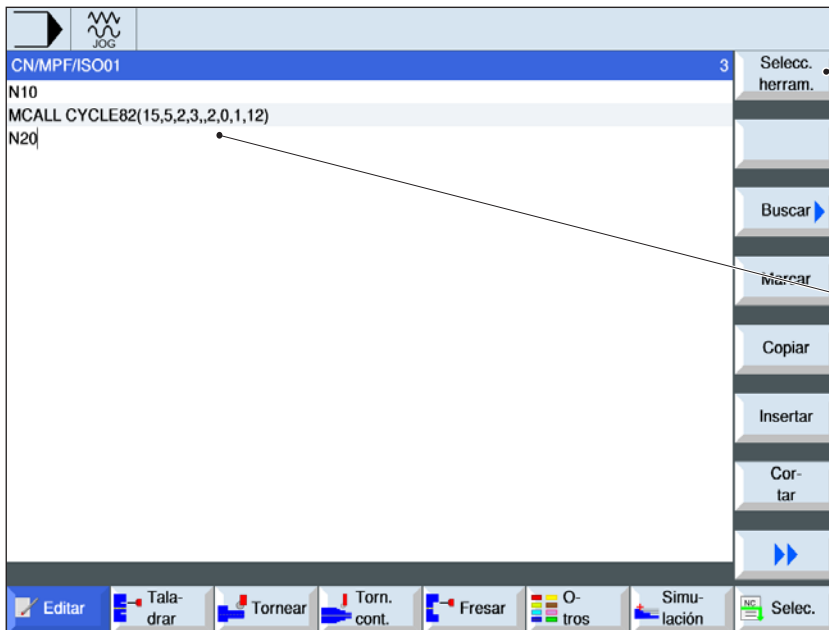 JOG
CN/MPF/ISO01 3
N10
MCALL CYCLE82(15,5,2,3,,2,0,1,12)
N20
Selecc.
herram.
Buscar
Marcar
Copiar
Insertar
Cor-
tar
Editar
Tala-
drar
Tornear
Torn.
cont.
Fresar
O-
tros
Simu-
lación
NC
Selec.